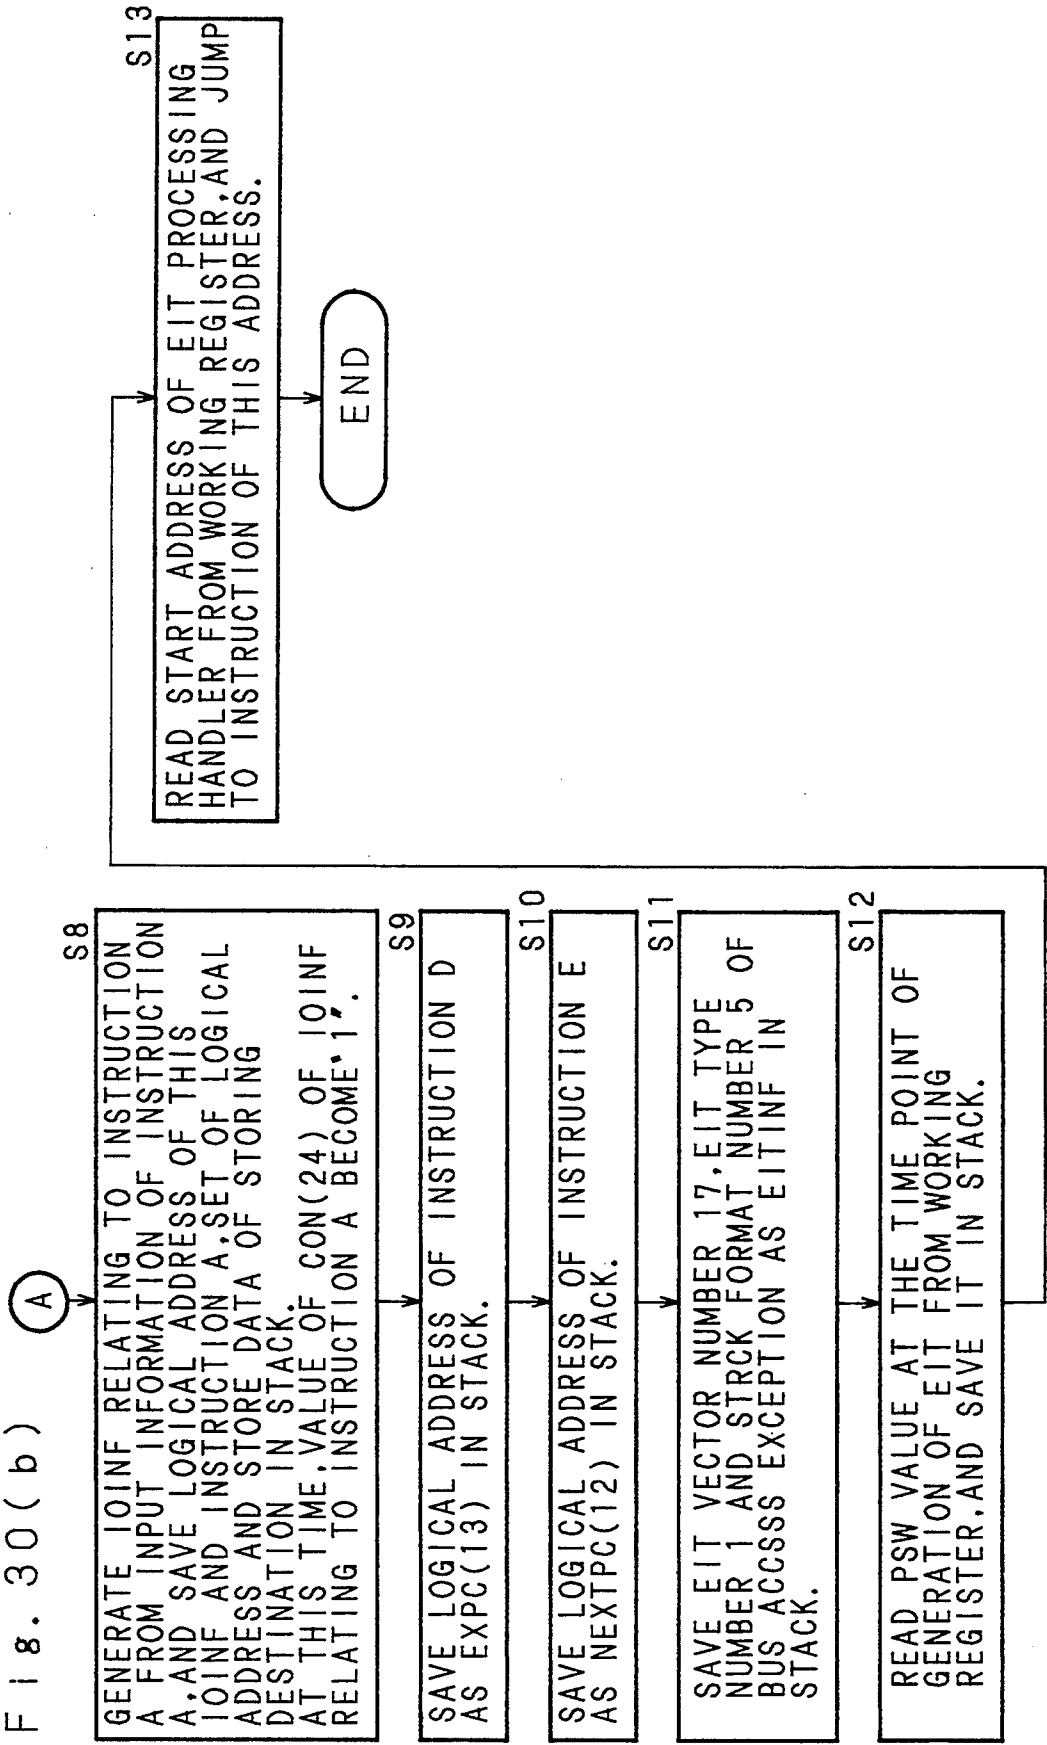 Fig. 30(b)
A
S8
GENERATE IOINF RELATING TO INSTRUCTION
A FROM INPUT INFORMATION OF INSTRUCTION
A,AND SAVE LOGICAL ADDRESS OF THIS
IOINF AND INSTRUCTION A,SET OF LOGICAL
ADDRESS AND STORE DATA OF STORING
DESTINATION IN STACK.
AT THIS TIME,VALUE OF CON(24) OF IOINF
RELATING TO INSTRUCTION A BECOME "1".
S9
SAVE LOGICAL ADDRESS OF INSTRUCTION D
AS EXPC(13) IN STACK.
S10
SAVE LOGICAL ADDRESS OF INSTRUCTION E
AS NEXTPC(12) IN STACK.
S11
SAVE EIT VECTOR NUMBER 17,EIT TYPE
NUMBER 1 AND STRCK FORMAT NUMBER 5 OF
BUS ACCSSS EXCEPTION AS EITINF IN
STACK.
S12
READ PSW VALUE AT THE TIME POINT OF
GENERATION OF EIT FROM WORKING
REGISTER,AND SAVE IT IN STACK.
S13
READ START ADDRESS OF EIT PROCESSING
HANDLER FROM WORKING REGISTER,AND JUMP
TO INSTRUCTION OF THIS ADDRESS.
END